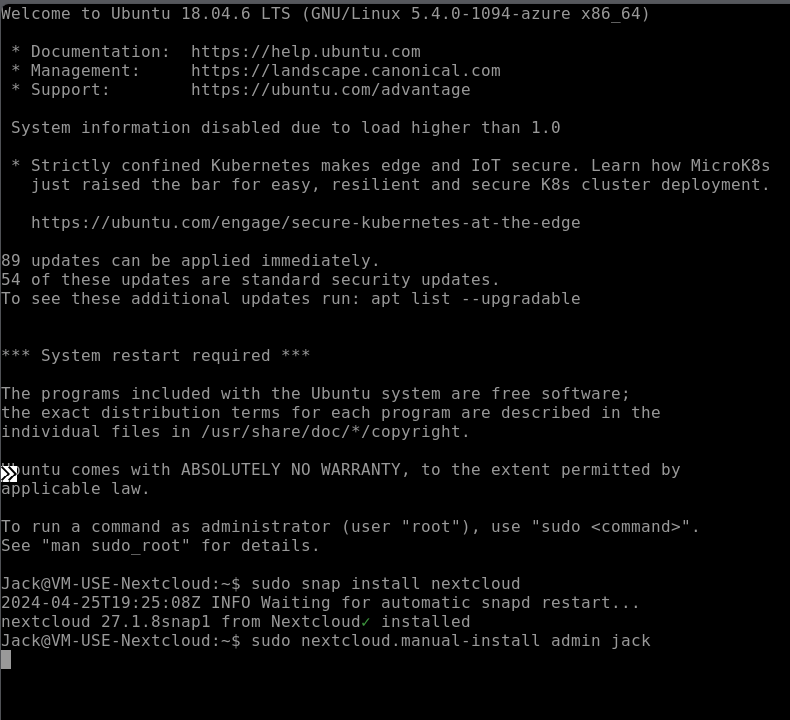 Welcome to Ubuntu 18.04.6 LTS (GNU/Linux 5.4.0-1094-azure x86_64)
* Documentation:  https://help.ubuntu.com
* Management:     https://landscape.canonical.com
* Support:        https://ubuntu.com/advantage
System information disabled due to load higher than 1.0
* Strictly confined Kubernetes makes edge and IoT secure. Learn how MicroK8s
just raised the bar for easy, resilient and secure K8s cluster deployment.
https://ubuntu.com/engage/secure-kubernetes-at-the-edge
89 updates can be applied immediately.
54 of these updates are standard security updates.
To see these additional updates run: apt list --upgradable
*** System restart required ***
The programs included with the Ubuntu system are free software;
the exact distribution terms for each program are described in the
individual files in /usr/share/doc/*/copyright.
Ubuntu comes with ABSOLUTELY NO WARRANTY, to the extent permitted by
applicable law.
To run a command as administrator (user "root"), use "sudo <command>".
See "man sudo_root" for details.
Jack@VM-USE-Nextcloud:~$ sudo snap install nextcloud
2024-04-25T19:25:08Z INFO Waiting for automatic snapd restart...
nextcloud 27.1.8snap1 from Nextcloud✓ installed
Jack@VM-USE-Nextcloud:~$ sudo nextcloud.manual-install admin jack